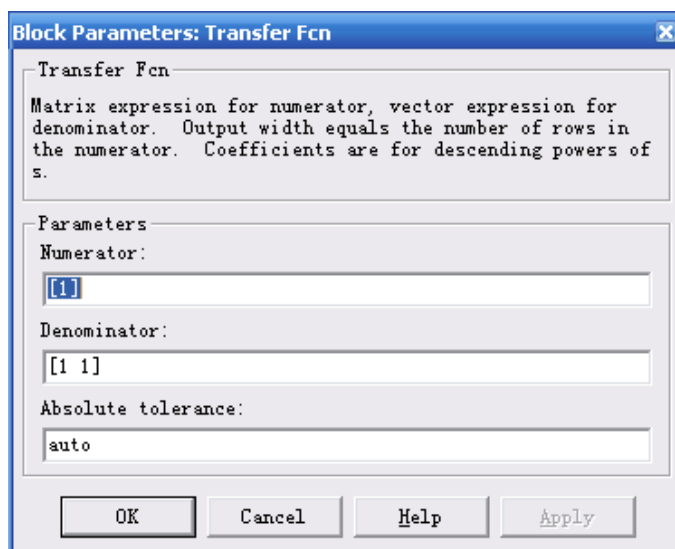 Block Parameters: Transfer Fcn
Transfer Fcn
Matrix expression for numerator, vector expression for
denominator.  Output width equals the number of rows in
the numerator.  Coefficients are for descending powers of
s.
Parameters
Numerator:
[1]
Denominator:
[1 1]
Absolute tolerance:
auto
OK Cancel Help Apply